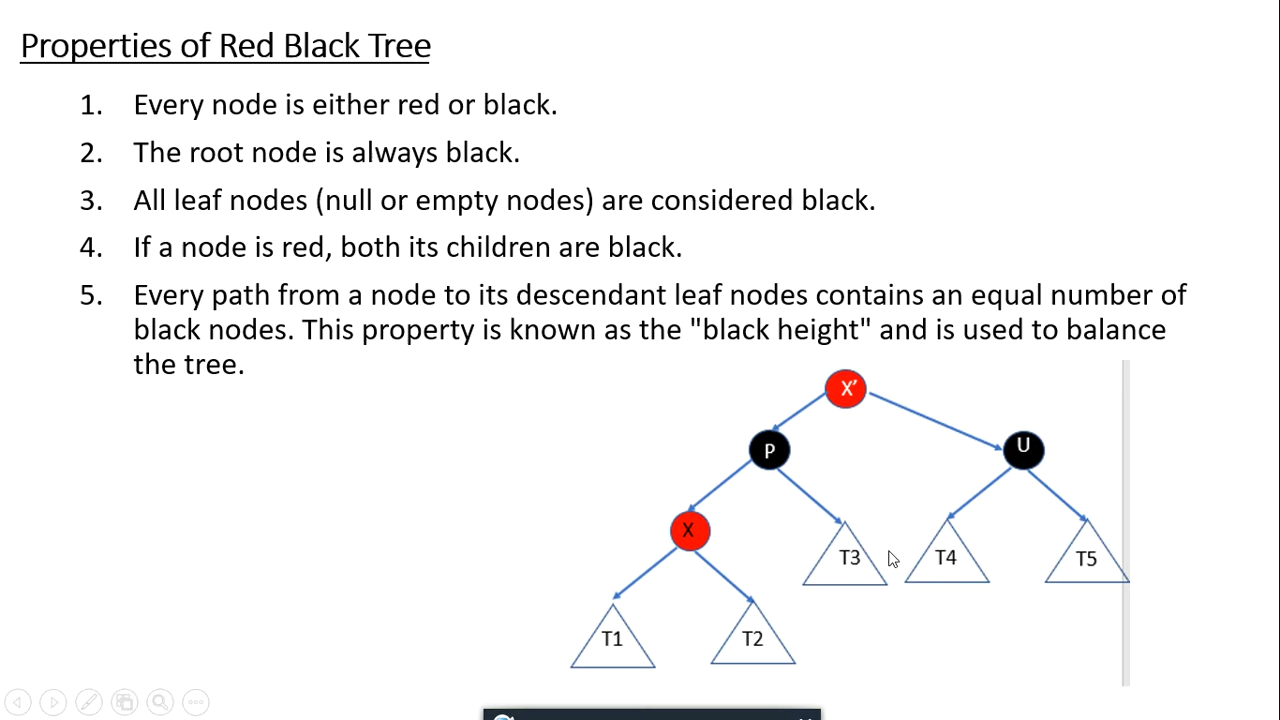 Properties of Red Black Tree
1. Every node is either red or black.
2. The root node is always black.
3. All leaf nodes (null or empty nodes) are considered black.
4. If a node is red, both its children are black.
5. Every path from a node to its descendant leaf nodes contains an equal number of
black nodes. This property is known as the "black height" and is used to balance
the tree.
X'
P
U
X
T3
T4
T5
T1
T2